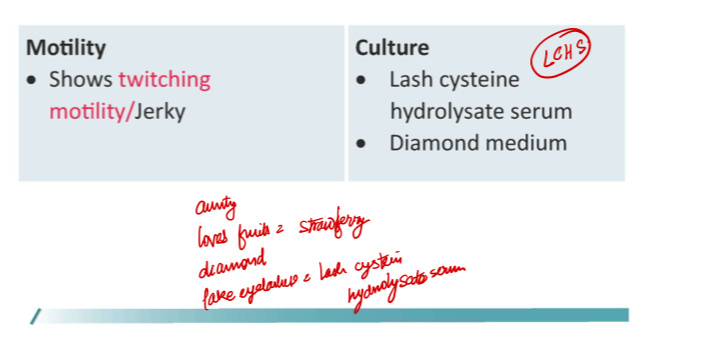 Motility
• Shows twitching
motility/Jerky
Culture
LCHS
• Lash cysteine
hydrolysate serum
• Diamond medium
aunty
loves fruits = strawferry
diamond
fake eyelashes = Lash cystein
hydrolysate serum